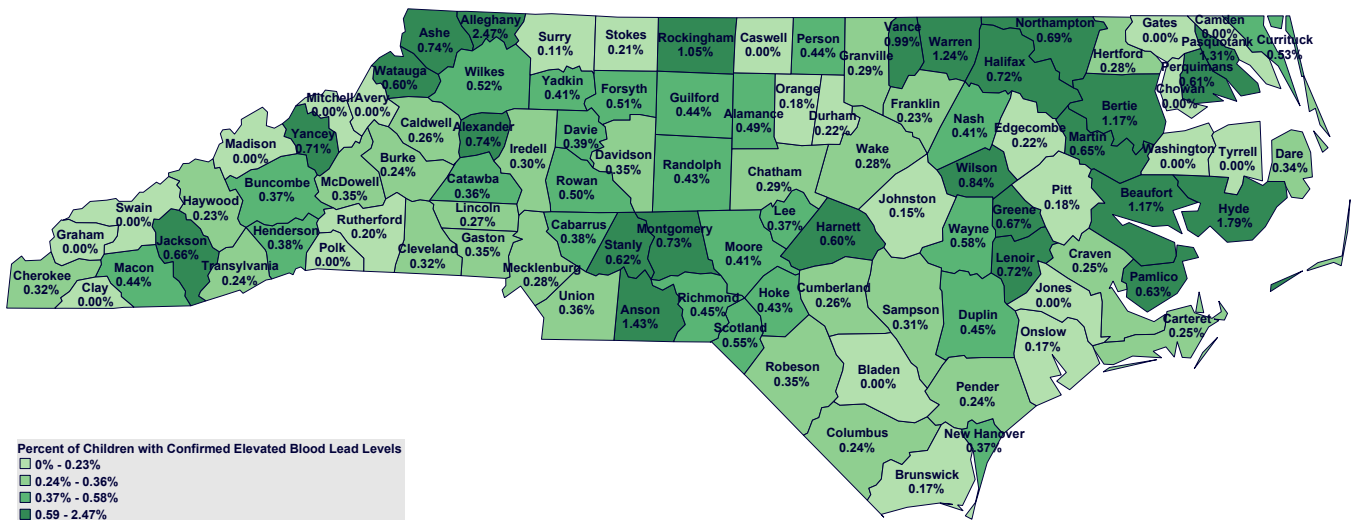 Alleghany
2.47%
Ashe
0.74%
Surry
0.11%
Stokes
0.21%
Rockingham
1.05%
Caswell
0.00%
Person
0.44%
Granville
0.29%
Vance
0.99%
Warren
1.24%
Northampton
0.69%
Halifax
0.72%
Hertford
0.28%
Gates
0.00%
Camden
0.00%
Pasquotank
1.31%
Currituck
0.53%
Perquimans
0.61%
Chowan
0.00%
Watauga
0.60%
Wilkes
0.52%
Yadkin
0.41%
Forsyth
0.51%
Guilford
0.44%
Alamance
0.49%
Orange
0.18%
Durham
0.22%
Franklin
0.23%
Nash
0.41%
Edgecombe
0.22%
Bertie
1.17%
Martin
0.65%
Washington
0.00%
Tyrrell
0.00%
Dare
0.34%
Mitchell
0.00%
Avery
0.00%
Yancey
0.71%
Madison
0.00%
Caldwell
0.26%
Alexander
0.74%
Iredell
0.30%
Davie
0.39%
Davidson
0.35%
Randolph
0.43%
Chatham
0.29%
Wake
0.28%
Wilson
0.84%
Pitt
0.18%
Beaufort
1.17%
Hyde
1.79%
Burke
0.24%
McDowell
0.35%
Buncombe
0.37%
Haywood
0.23%
Swain
0.00%
Graham
0.00%
Catawba
0.36%
Rowan
0.50%
Lincoln
0.27%
Gaston
0.35%
Cleveland
0.32%
Rutherford
0.20%
Polk
0.00%
Henderson
0.38%
Transylvania
0.24%
Jackson
0.66%
Macon
0.44%
Cherokee
0.32%
Clay
0.00%
Cabarrus
0.38%
Stanly
0.62%
Montgomery
0.73%
Moore
0.41%
Lee
0.37%
Harnett
0.60%
Johnston
0.15%
Wayne
0.58%
Greene
0.67%
Lenoir
0.72%
Craven
0.25%
Pamlico
0.63%
Jones
0.00%
Carteret
0.25%
Mecklenburg
0.28%
Union
0.36%
Anson
1.43%
Richmond
0.45%
Scotland
0.55%
Hoke
0.43%
Cumberland
0.26%
Sampson
0.31%
Duplin
0.45%
Onslow
0.17%
Robeson
0.35%
Bladen
0.00%
Pender
0.24%
Columbus
0.24%
New Hanover
0.37%
Brunswick
0.17%
Percent of Children with Confirmed Elevated Blood Lead Levels
0% - 0.23%
0.24% - 0.36%
0.37% - 0.58%
0.59 - 2.47%